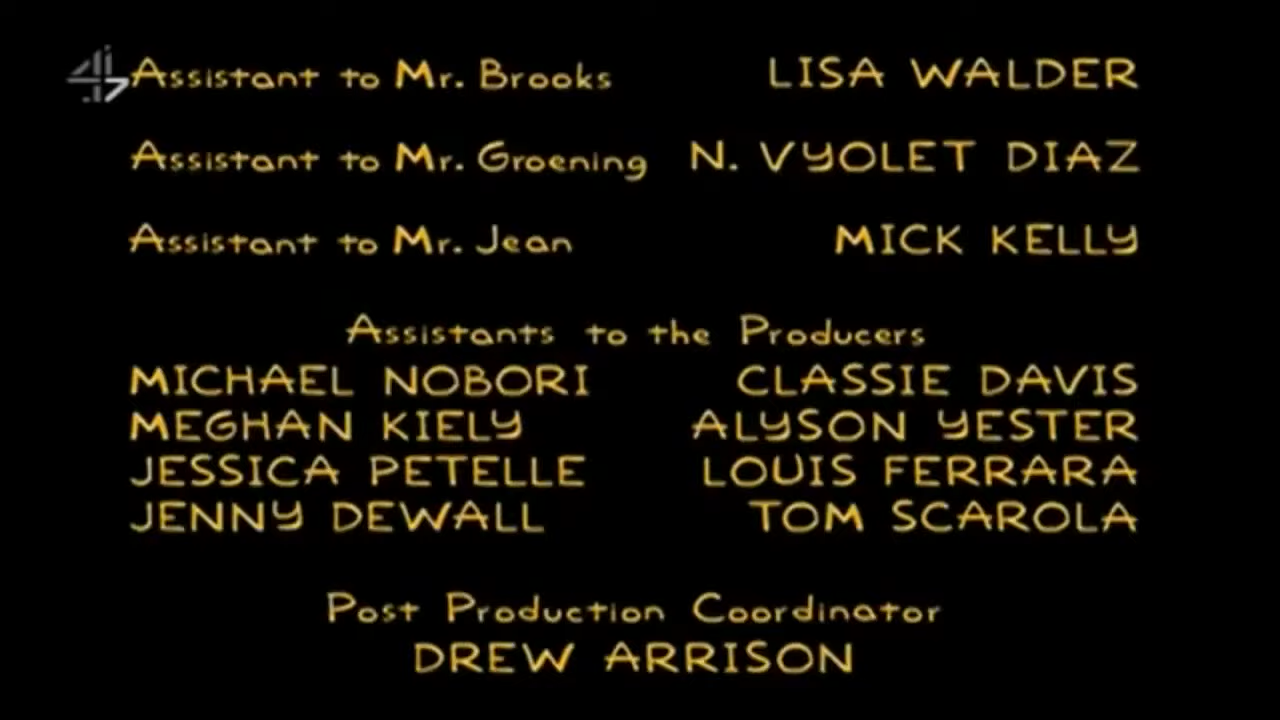 Assistant to Mr. Brooks LISA WALDER
Assistant to Mr. Groening N. VYOLET DIAZ
Assistant to Mr. Jean MICK KELLY
Assistants to the Producers
MICHAEL NOBORI CLASSIE DAVIS
MEGHAN KIELY ALYSON YESTER
JESSICA PETELLE LOUIS FERRARA
JENNY DEWALL TOM SCAROLA
Post Production Coordinator
DREW ARRISON